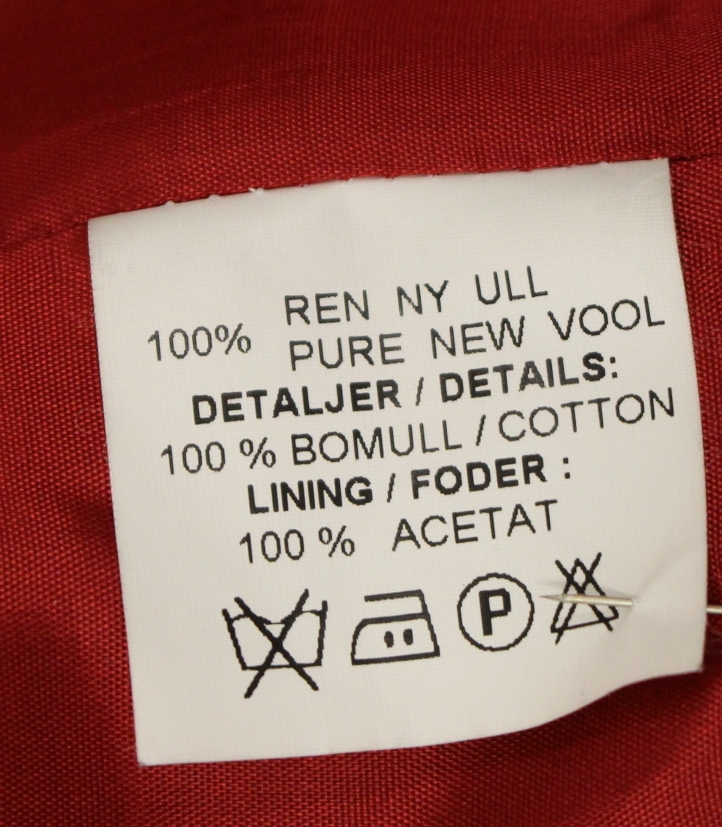 REN NY ULL
100% PURE NEW VOOL
DETALJER / DETAILS:
100 % BOMULL / COTTON
LINING / FODER :
100 % ACETAT
P